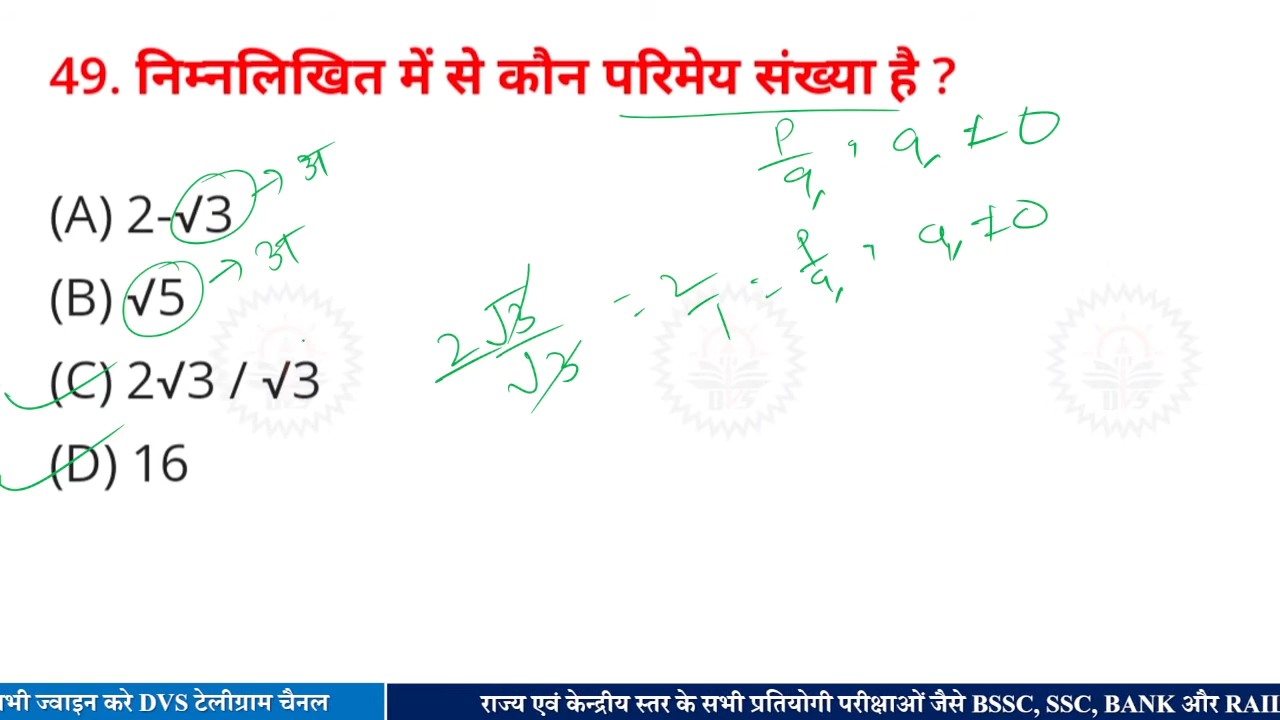 49. निम्नलिखित में से कौन परिमेय संख्या है ?
p/q, q ≠ 0
(A) 2-√3 → अ
(B) √5 → अ
2√3/√3 = 2/1 = p/q, q ≠ 0
(C) 2√3 / √3
(D) 16
भी ज्वाइन करे DVS टेलीग्राम चैनल
राज्य एवं केन्द्रीय स्तर के सभी प्रतियोगी परीक्षाओं जैसे BSSC, SSC, BANK और RAI